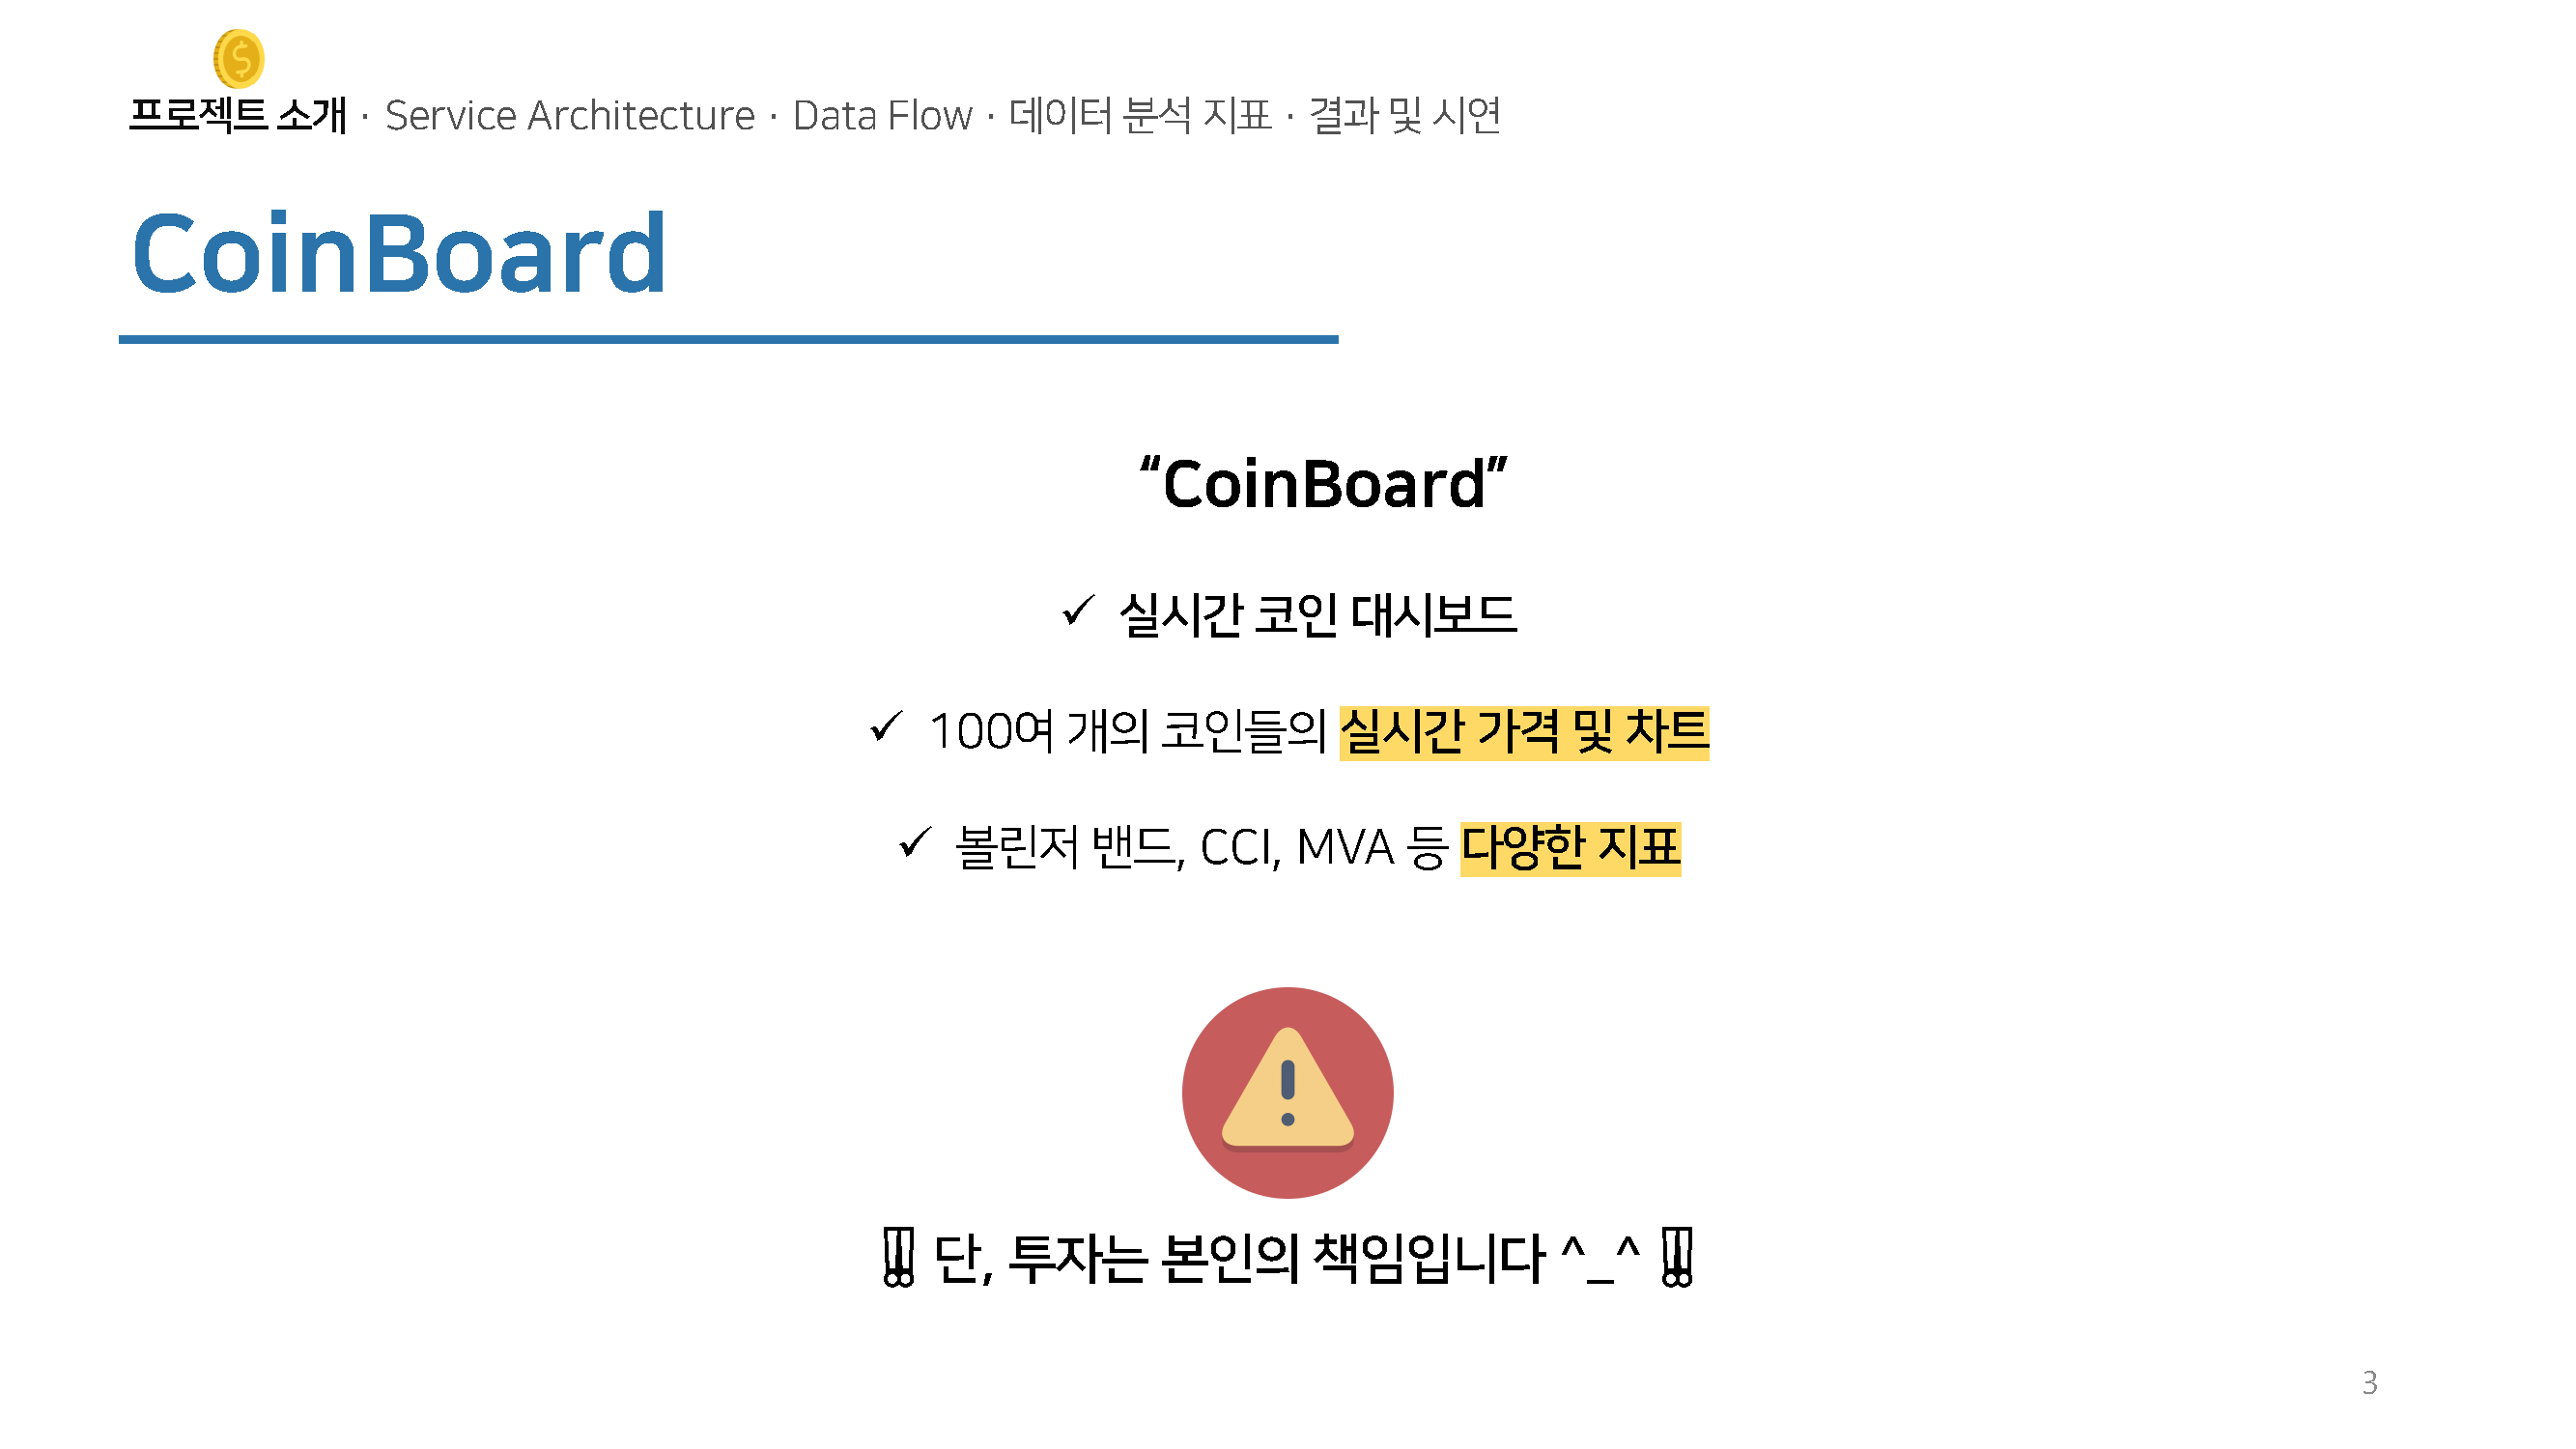 프로젝트 소개 · Service Architecture · Data Flow · 데이터 분석 지표 · 결과 및 시연
CoinBoard
“CoinBoard”
✓ 실시간 코인 대시보드
✓ 100여 개의 코인들의 실시간 가격 및 차트
✓ 볼린저 밴드, CCI, MVA 등 다양한 지표
‼ 단, 투자는 본인의 책임입니다 ^_^ ‼
3